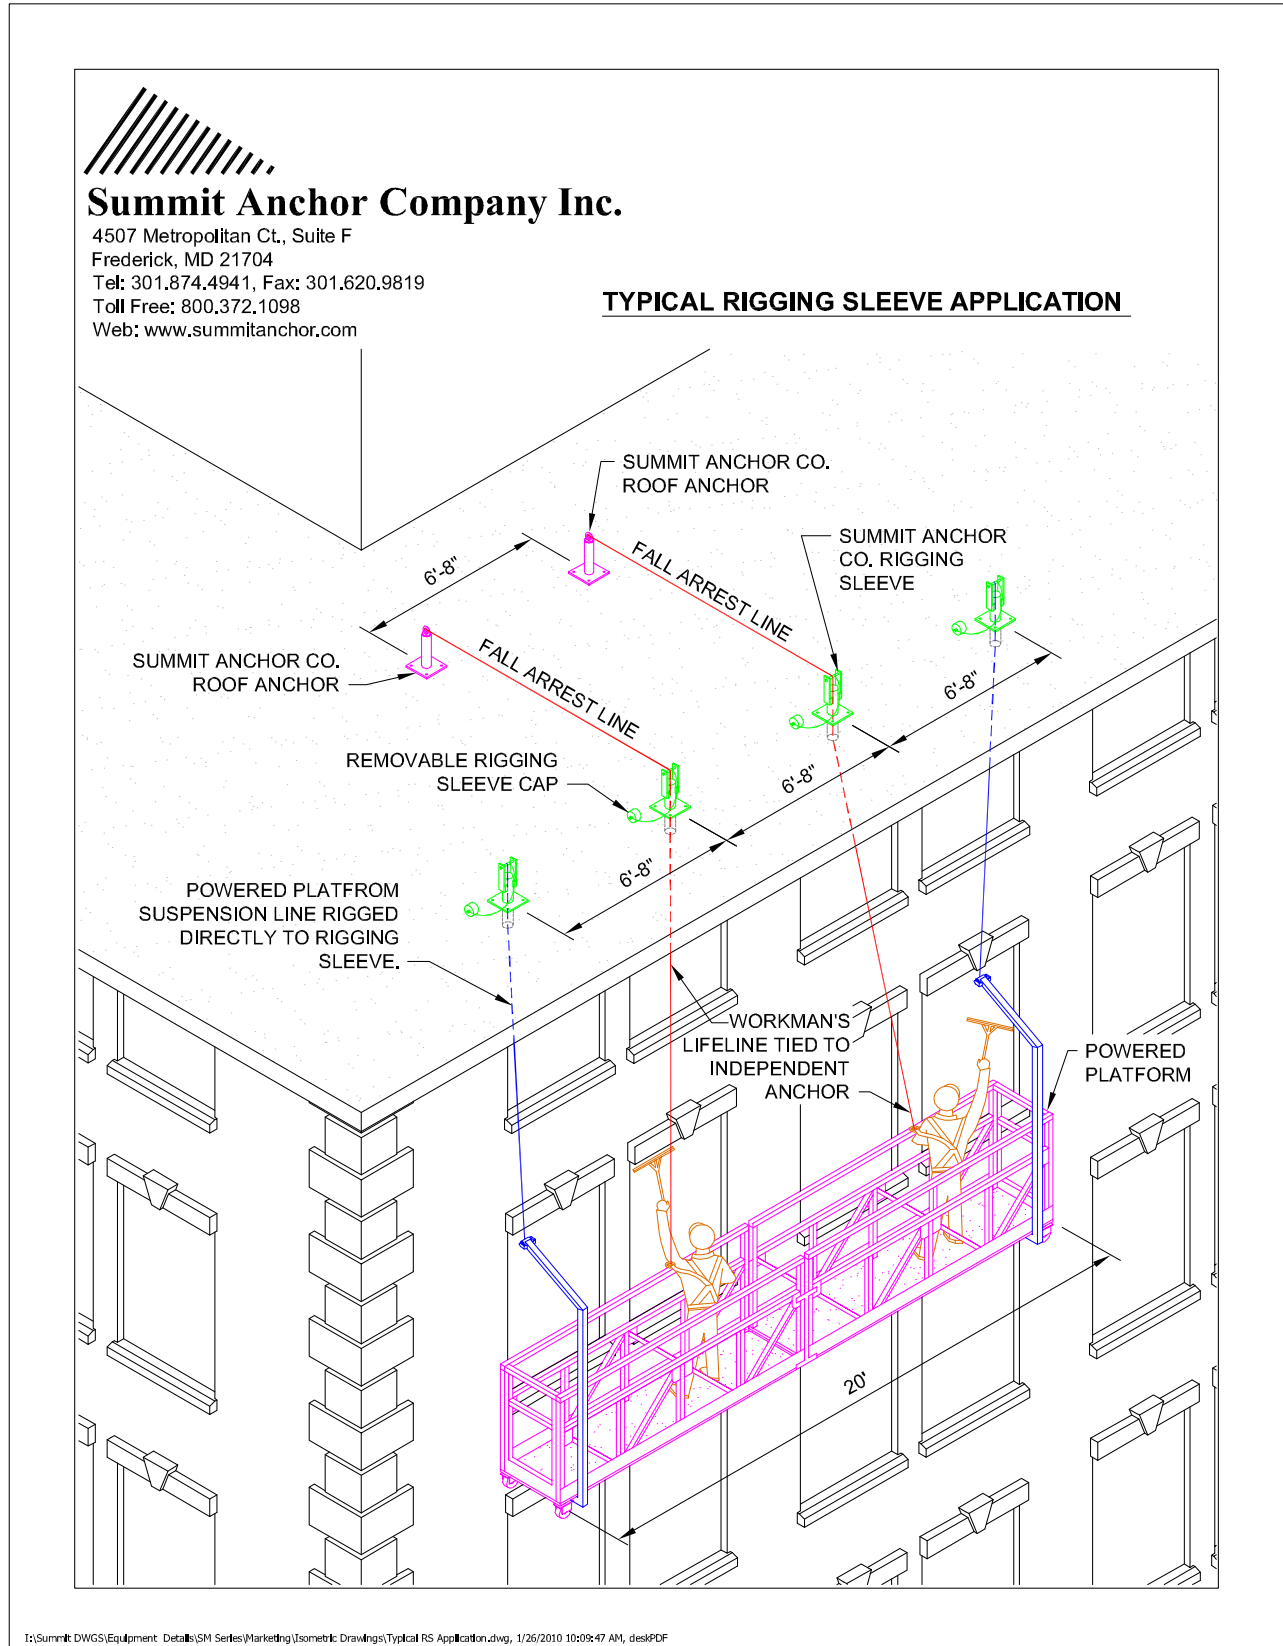 Summit Anchor Company Inc.
4507 Metropolitan Ct., Suite F
Frederick, MD 21704
Tel: 301.874.4941, Fax: 301.620.9819
Toll Free: 800.372.1098
Web: www.summitanchor.com
TYPICAL RIGGING SLEEVE APPLICATION
SUMMIT ANCHOR CO.
ROOF ANCHOR
SUMMIT ANCHOR
CO. RIGGING
SLEEVE
6'-8"
FALL ARREST LINE
SUMMIT ANCHOR CO.
ROOF ANCHOR
FALL ARREST LINE
6'-8"
REMOVABLE RIGGING
SLEEVE CAP
6'-8"
6'-8"
POWERED PLATFROM
SUSPENSION LINE RIGGED
DIRECTLY TO RIGGING
SLEEVE.
WORKMAN'S
LIFELINE TIED TO
INDEPENDENT
ANCHOR
POWERED
PLATFORM
20'
I:\Summit DWGS\Equipment Details\SM Series\Marketing\Isometric Drawings\Typical RS Application.dwg, 1/26/2010 10:09:47 AM, deskPDF